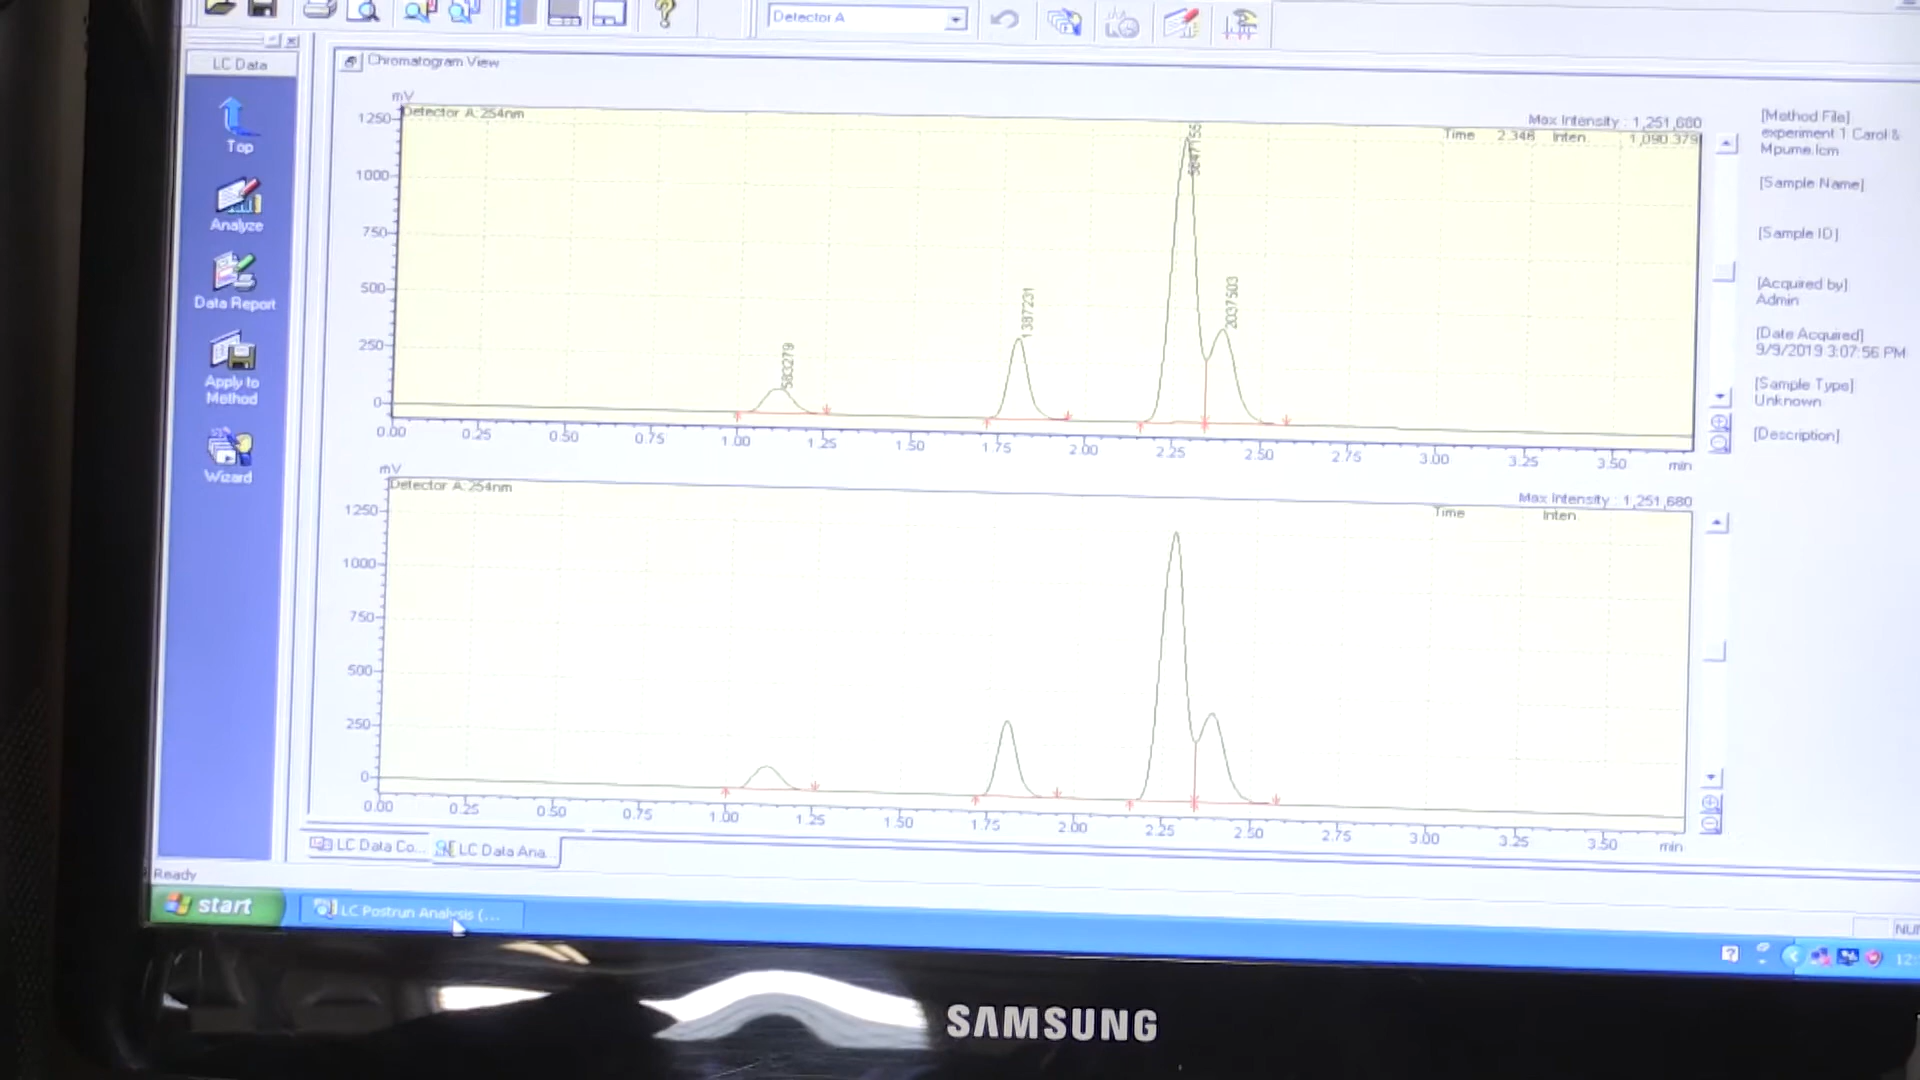 Detector A
LC Data
Top
Analyze
Data Report
Apply to
Method
Wizard
Chromatogram View
mV
Detector A:254nm
Max Intensity : 1,251,680
Time 2.346 Inten. 1,090.379
1250
1000
750
500
250
0
583279
1387231
2037503
0.00 0.25 0.50 0.75 1.00 1.25 1.50 1.75 2.00 2.25 2.50 2.75 3.00 3.25 3.50 min
mV
Detector A:254nm
Max Intensity : 1,251,680
Time Inten.
1250
1000
750
500
250
0
0.00 0.25 0.50 0.75 1.00 1.25 1.50 1.75 2.00 2.25 2.50 2.75 3.00 3.25 3.50 min
[Method File]
experiment 1 Carol &
Mpume.lcm
[Sample Name]
[Sample ID]
[Acquired by]
Admin
[Date Acquired]
9/9/2019 3:07:56 PM
[Sample Type]
Unknown
[Description]
LC Data Co...
LC Data Ana...
Ready
start
LC Postrun Analysis (...
SAMSUNG